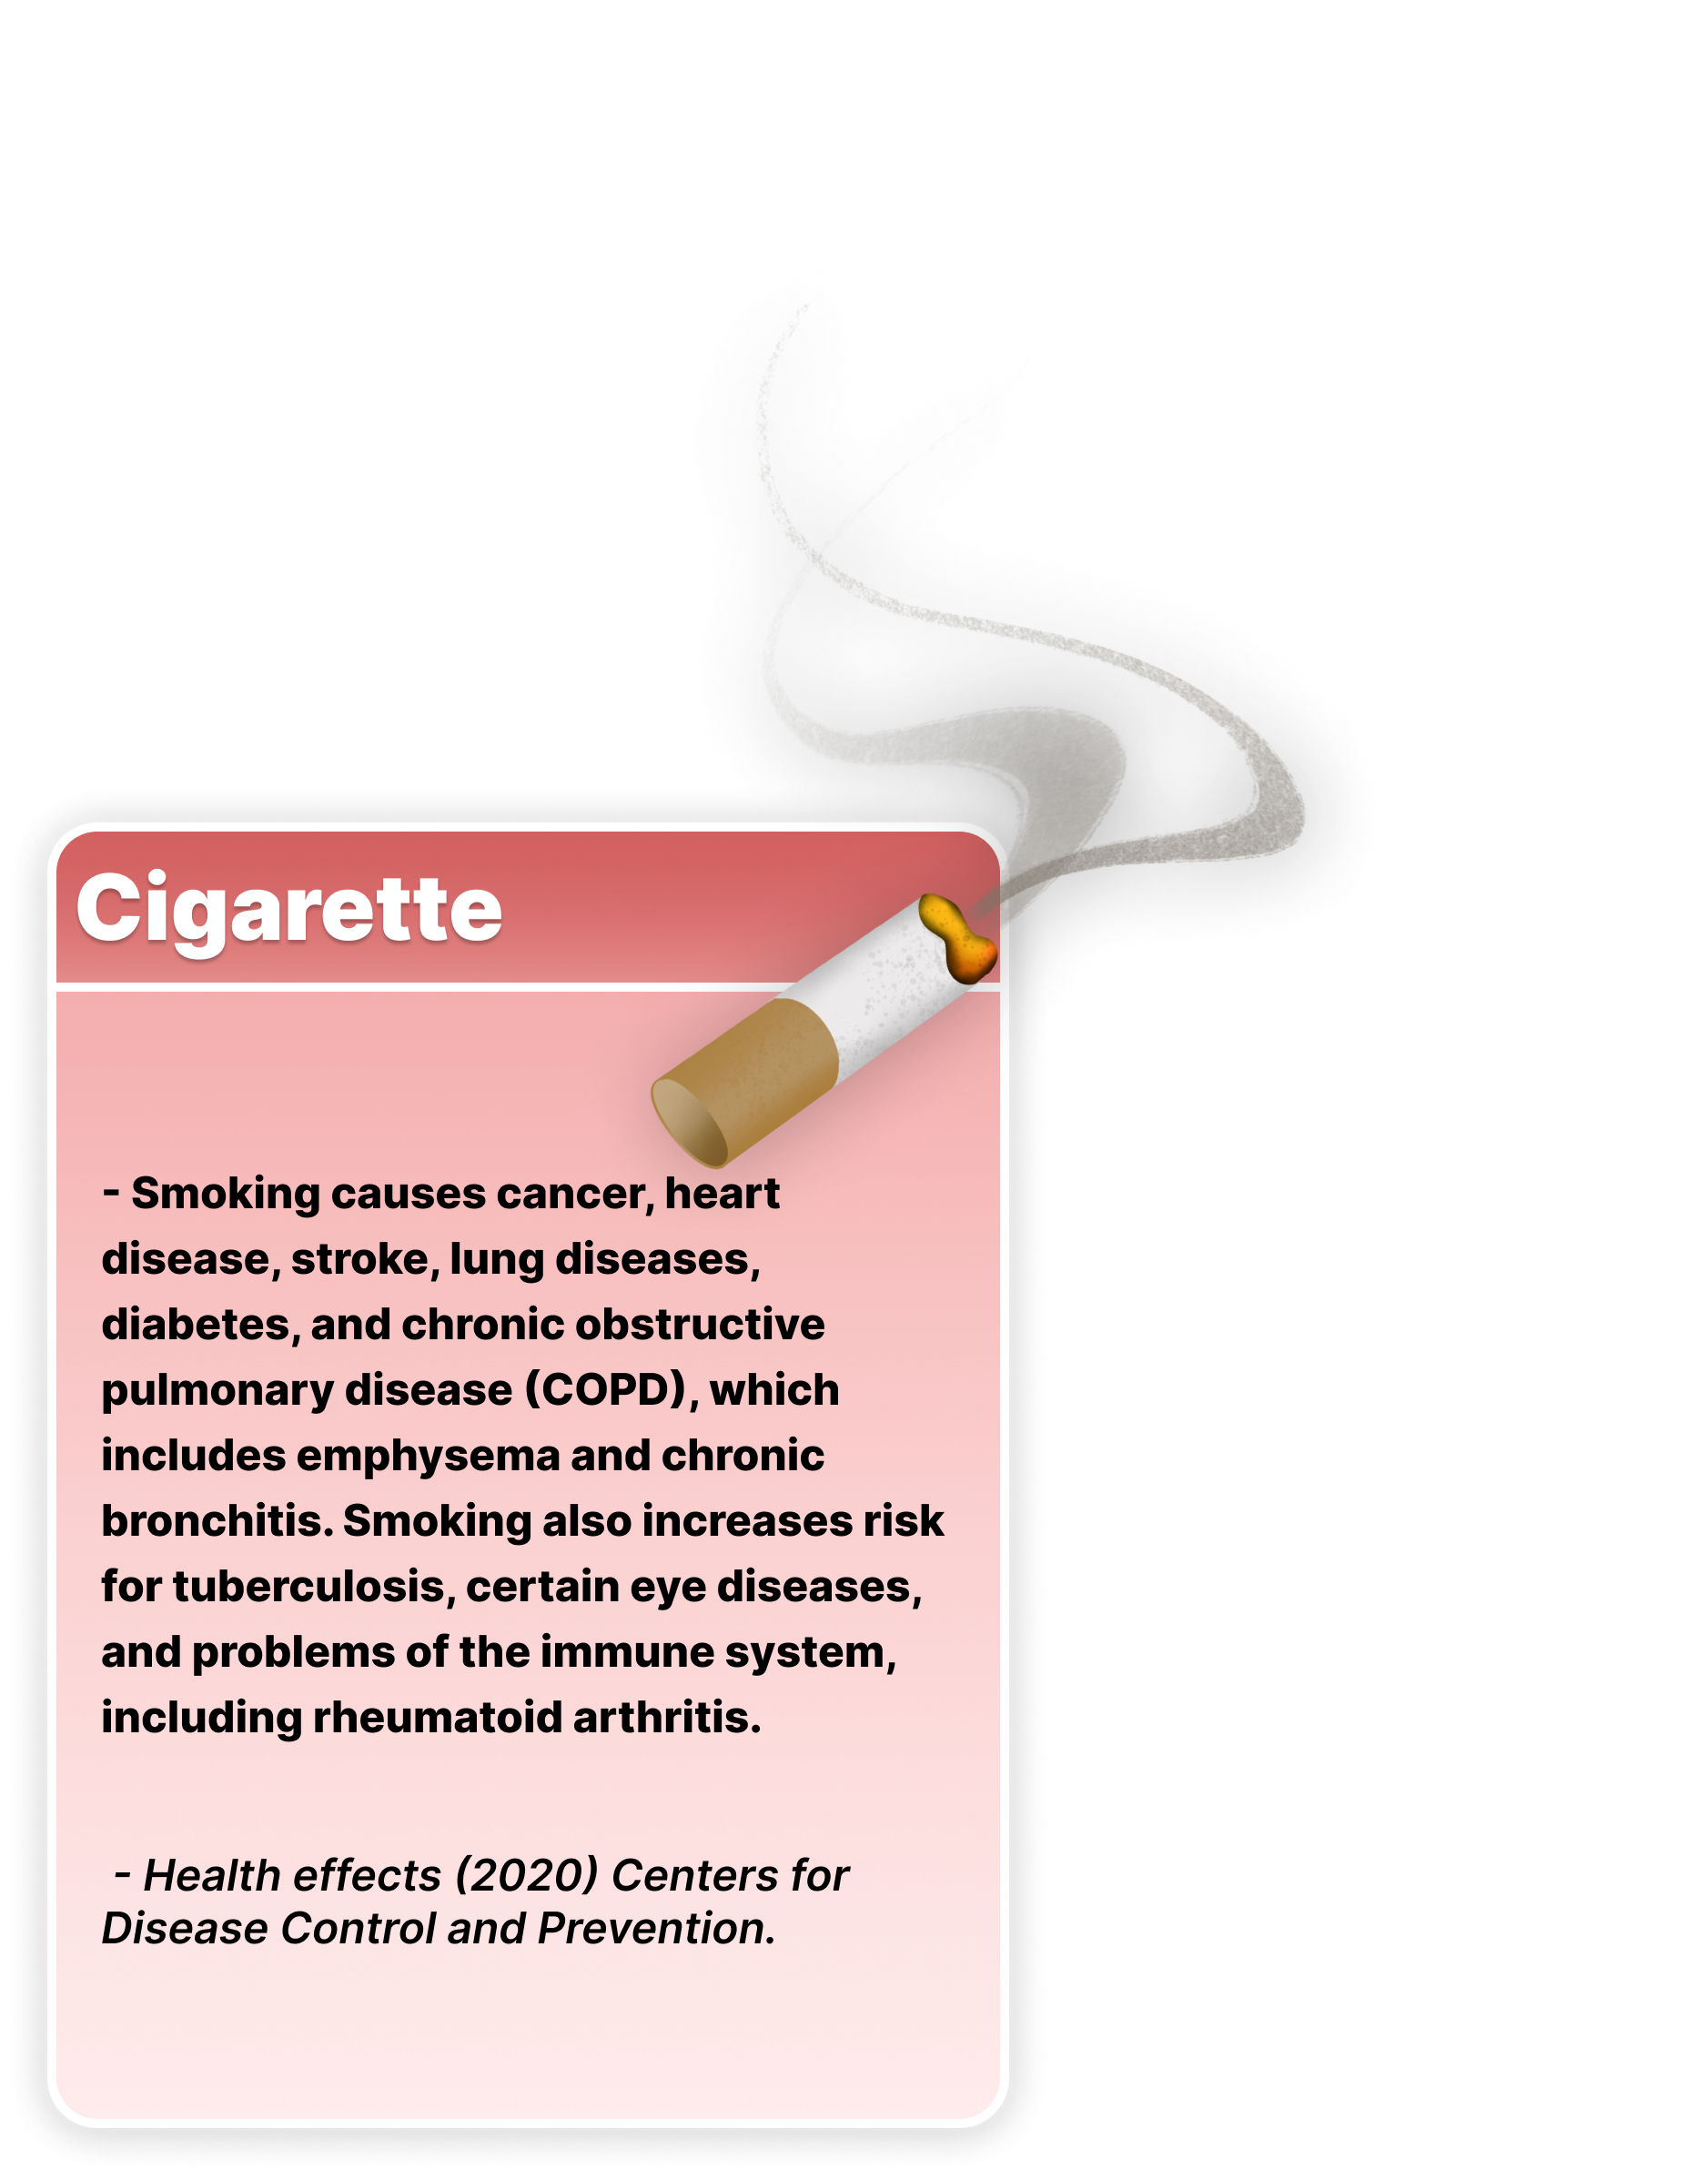 Cigarette
- Smoking causes cancer, heart
disease, stroke, lung diseases,
diabetes, and chronic obstructive
pulmonary disease (COPD), which
includes emphysema and chronic
bronchitis. Smoking also increases risk
for tuberculosis, certain eye diseases,
and problems of the immune system,
including rheumatoid arthritis.
- Health effects (2020) Centers for
Disease Control and Prevention.